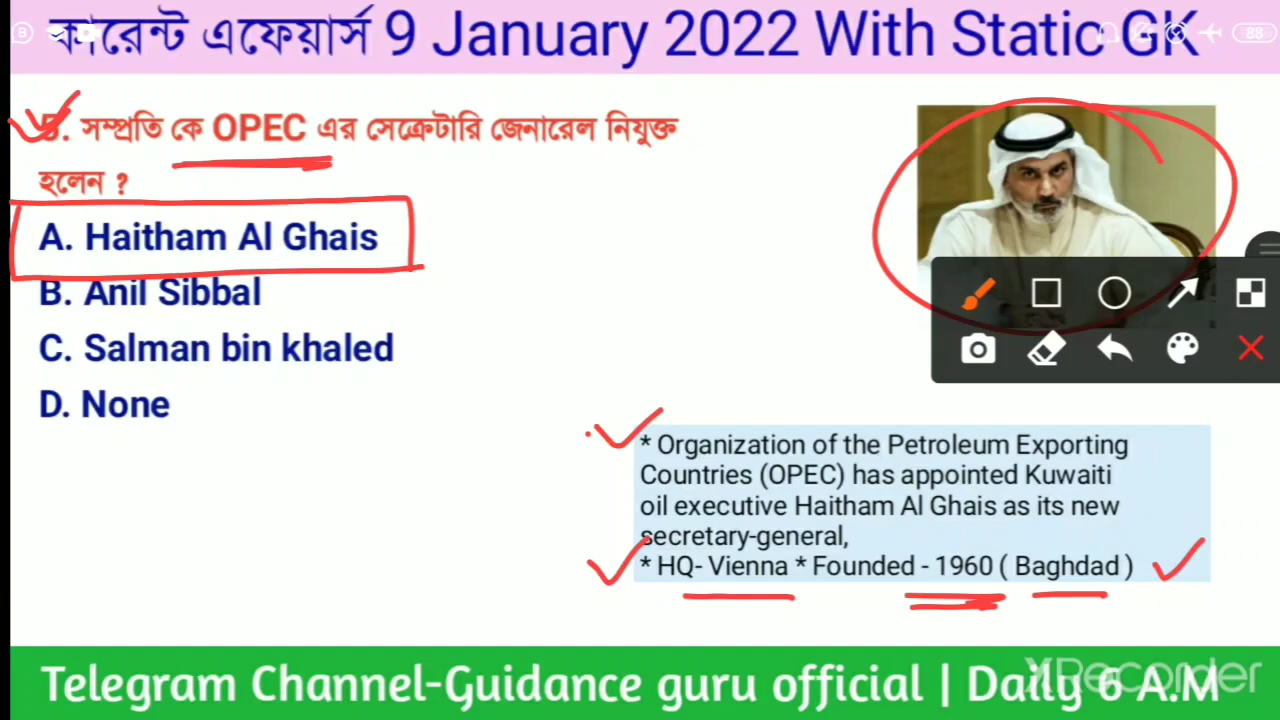 কারেন্ট এফেয়ার্স 9 January 2022 With Static GK
88
5. সম্প্রতি কে OPEC এর সেক্রেটারি জেনারেল নিযুক্ত
হলেন ?
A. Haitham Al Ghais
B. Anil Sibbal
C. Salman bin khaled
D. None
* Organization of the Petroleum Exporting
Countries (OPEC) has appointed Kuwaiti
oil executive Haitham Al Ghais as its new
secretary-general,
* HQ- Vienna * Founded - 1960 ( Baghdad )
Telegram Channel-Guidance guru official | Daily 6 A.M
XRecorder